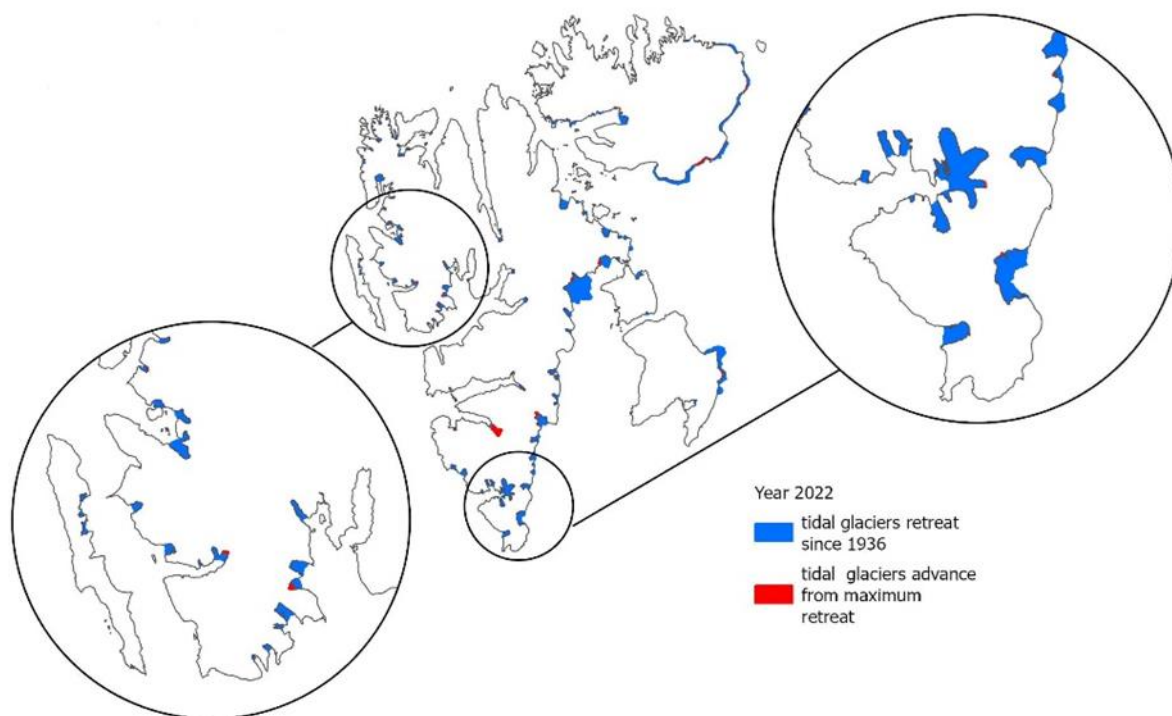 Year 2022
tidal glaciers retreat
since 1936
tidal glaciers advance
from maximum
retreat